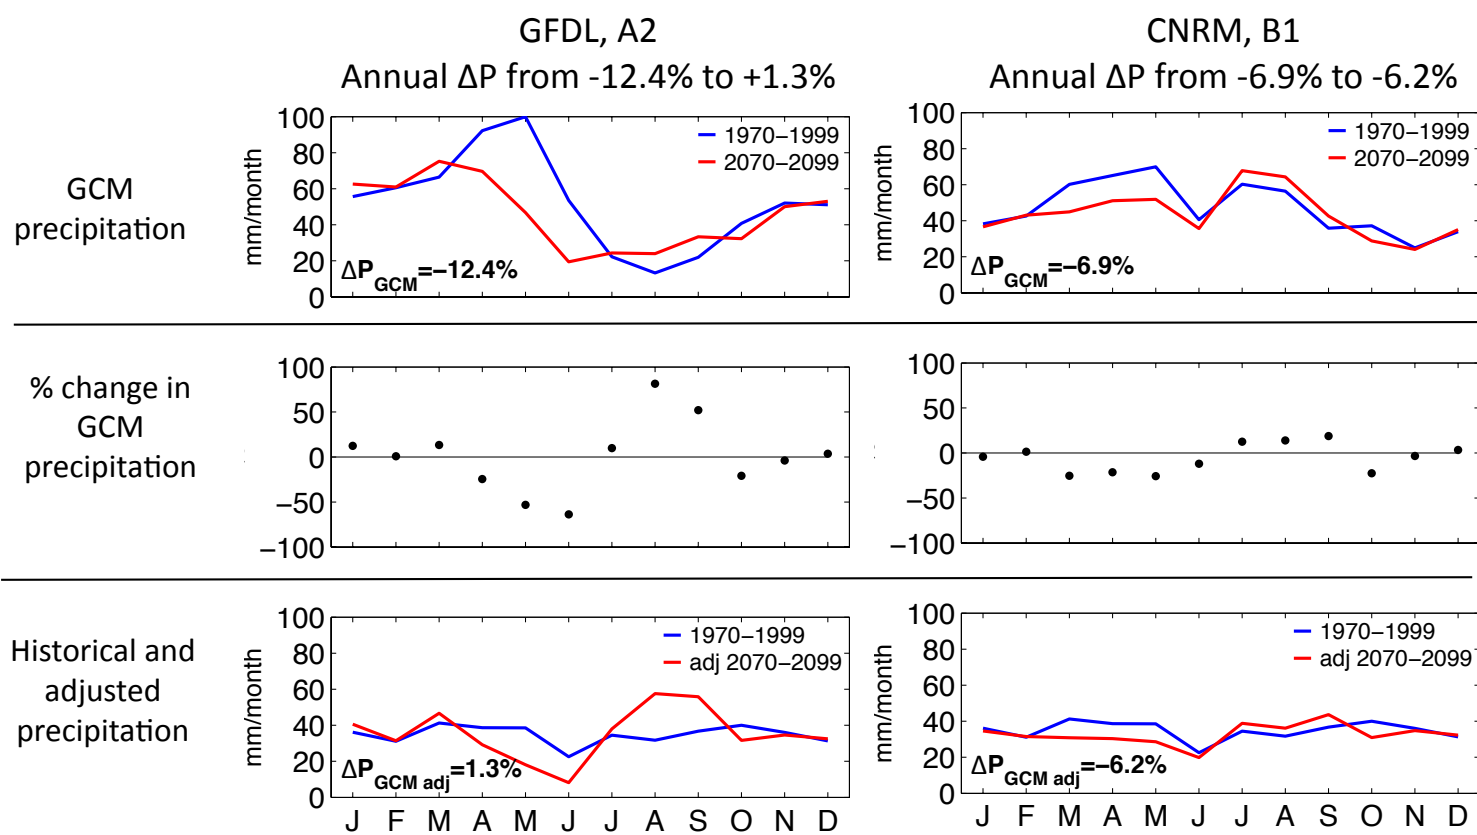 GFDL, A2
Annual ΔP from -12.4% to +1.3%
CNRM, B1
Annual ΔP from -6.9% to -6.2%
GCM
precipitation
mm/month
100
80
60
40
20
0
1970−1999
2070−2099
ΔPGCM=−12.4%
mm/month
100
80
60
40
20
0
1970−1999
2070−2099
ΔPGCM=−6.9%
% change in
GCM
precipitation
100
50
0
−50
−100
100
50
0
−50
−100
Historical and
adjusted
precipitation
mm/month
100
80
60
40
20
0
1970−1999
adj 2070−2099
ΔPGCM adj=1.3%
J F M A M J J A S O N D
mm/month
100
80
60
40
20
0
1970−1999
adj 2070−2099
ΔPGCM adj=−6.2%
J F M A M J J A S O N D